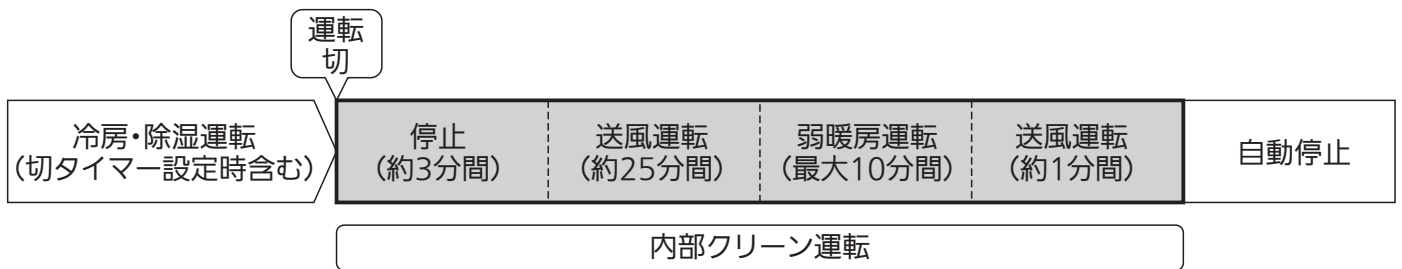 運転
切
冷房・除湿運転
(切タイマー設定時含む)
停止
(約3分間)
送風運転
(約25分間)
弱暖房運転
(最大10分間)
送風運転
(約1分間)
自動停止
内部クリーン運転